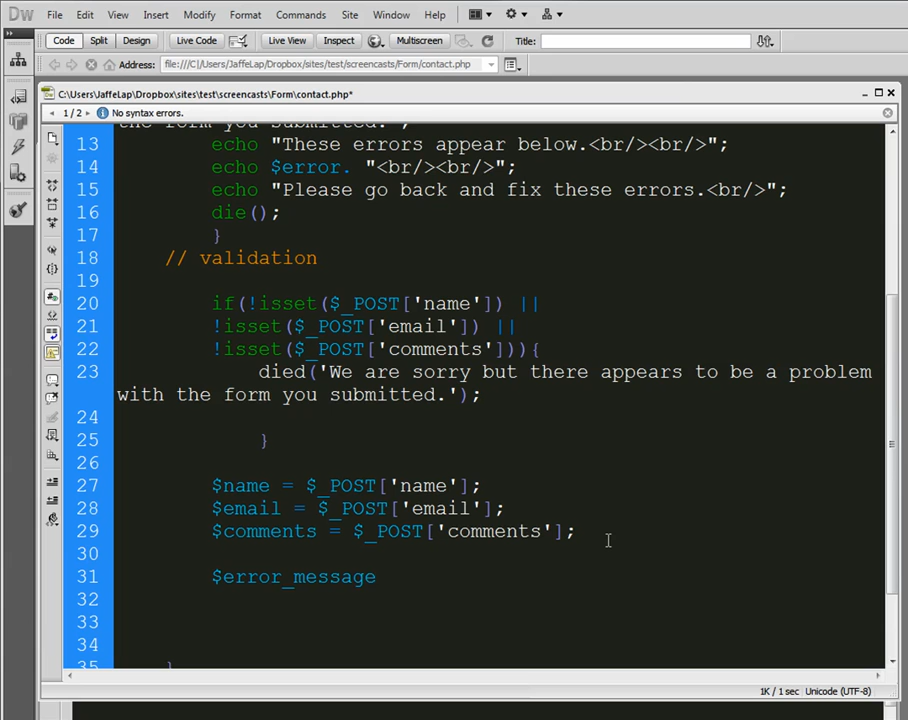 Dw File Edit View Insert Modify Format Commands Site Window Help
Code Split Design Live Code Live View Inspect Multiscreen Title:
Address: file:///C|/Users/JaffeLap/Dropbox/sites/test/screencasts/Form/contact.php
C:\Users\JaffeLap\Dropbox\sites\test\screencasts\Form\contact.php*
1 / 2 No syntax errors.
the form you submitted.";
13 echo "These errors appear below.<br/><br/>";
14 echo $error. "<br/><br/>";
15 echo "Please go back and fix these errors.<br/>";
16 die();
17 }
18 // validation
19
20 if(!isset($_POST['name']) ||
21 !isset($_POST['email']) ||
22 !isset($_POST['comments'])){
23 died('We are sorry but there appears to be a problem
with the form you submitted.');
24
25 }
26
27 $name = $_POST['name'];
28 $email = $_POST['email'];
29 $comments = $_POST['comments'];
30
31 $error_message
32
33
34
35 }
1K / 1 sec Unicode (UTF-8)